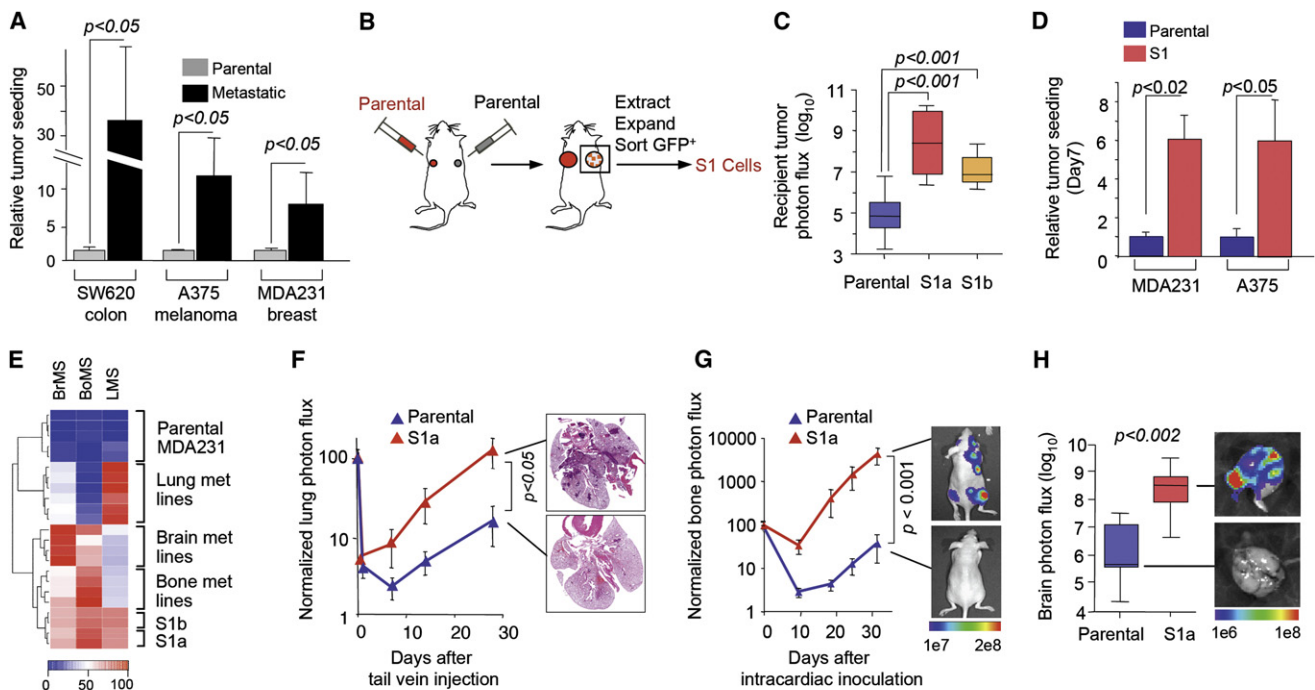 A
p<0.05
Parental
Metastatic
p<0.05
p<0.05
Relative tumor seeding
50
30
10
5
0
SW620
colon
A375
melanoma
MDA231
breast
B
Parental
Parental
Extract
Expand
Sort GFP+
S1 Cells
C
p<0.001
p<0.001
Recipient tumor
photon flux (log10)
11
9
7
5
3
Parental
S1a
S1b
D
Parental
S1
p<0.02
p<0.05
Relative tumor seeding
(Day7)
8
6
4
2
0
MDA231
A375
E
BrMS
BoMS
LMS
Parental
MDA231
Lung met
lines
Brain met
lines
Bone met
lines
S1b
S1a
0
50
100
F
Parental
S1a
Normalized lung photon flux
100
10
1
p<0.05
0
10
20
30
Days after
tail vein injection
G
Parental
S1a
Normalized bone photon flux
10000
1000
100
10
1
p < 0.001
0
10
20
30
Days after
intracardiac inoculation
1e7
2e8
H
p<0.002
Brain photon flux (log10)
10
9
8
7
6
5
4
Parental
S1a
1e6
1e8